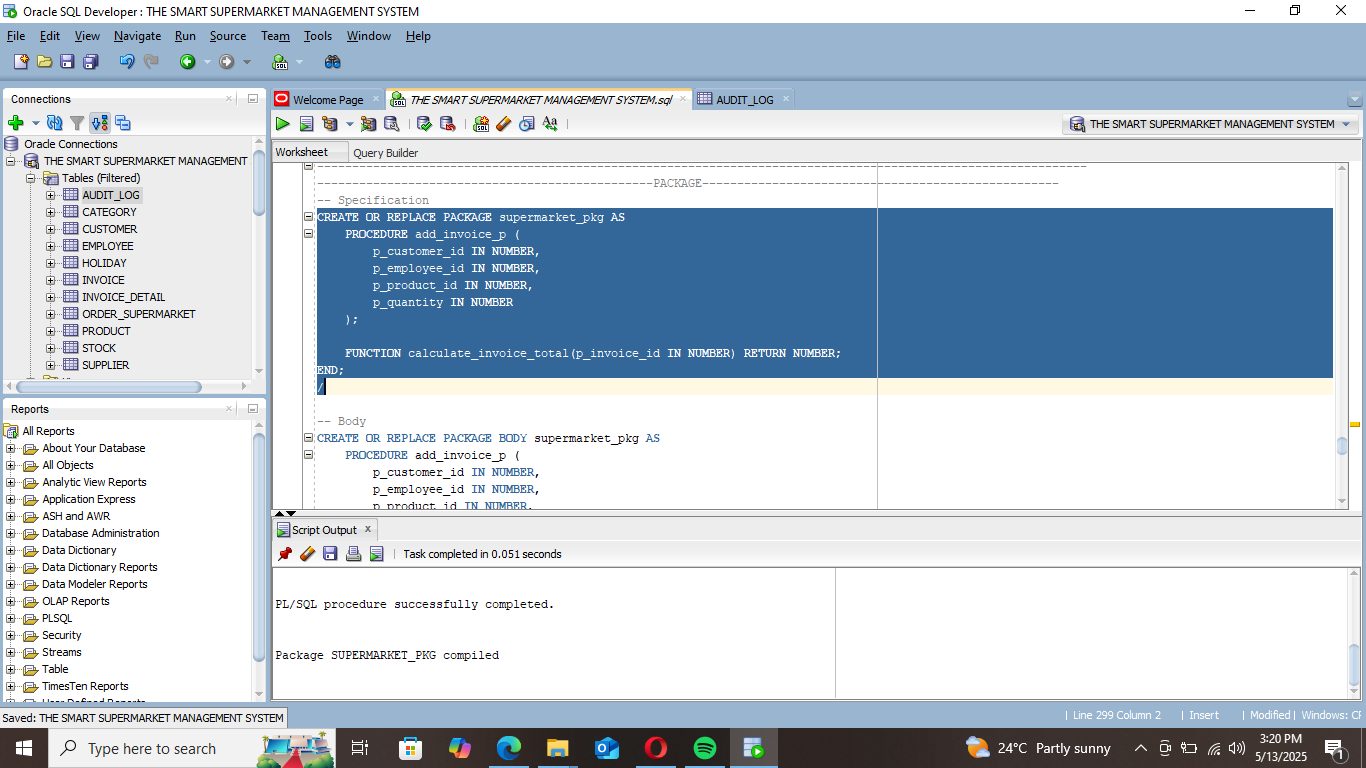 Oracle SQL Developer : THE SMART SUPERMARKET MANAGEMENT SYSTEM
File Edit View Navigate Run Source Team Tools Window Help
Connections
Oracle Connections
THE SMART SUPERMARKET MANAGEMENT
Tables (Filtered)
AUDIT_LOG
CATEGORY
CUSTOMER
EMPLOYEE
HOLIDAY
INVOICE
INVOICE_DETAIL
ORDER_SUPERMARKET
PRODUCT
STOCK
SUPPLIER
Reports
All Reports
About Your Database
All Objects
Analytic View Reports
Application Express
ASH and AWR
Database Administration
Data Dictionary
Data Dictionary Reports
Data Modeler Reports
OLAP Reports
PLSQL
Security
Streams
Table
TimesTen Reports
User Defined Reports
Welcome Page
THE SMART SUPERMARKET MANAGEMENT SYSTEM.sql
AUDIT_LOG
THE SMART SUPERMARKET MANAGEMENT SYSTEM
Worksheet Query Builder
------------------------------------------------PACKAGE---------------------------------------------------
-- Specification
CREATE OR REPLACE PACKAGE supermarket_pkg AS
PROCEDURE add_invoice_p (
p_customer_id IN NUMBER,
p_employee_id IN NUMBER,
p_product_id IN NUMBER,
p_quantity IN NUMBER
);
FUNCTION calculate_invoice_total(p_invoice_id IN NUMBER) RETURN NUMBER;
END;
/
-- Body
CREATE OR REPLACE PACKAGE BODY supermarket_pkg AS
PROCEDURE add_invoice_p (
p_customer_id IN NUMBER,
p_employee_id IN NUMBER,
p_product_id IN NUMBER,
Script Output
Task completed in 0.051 seconds
PL/SQL procedure successfully completed.
Package SUPERMARKET_PKG compiled
Saved: THE SMART SUPERMARKET MANAGEMENT SYSTEM
Line 299 Column 2 | Insert | Modified | Windows: CF
Type here to search
24°C Partly sunny
3:20 PM
5/13/2025
1